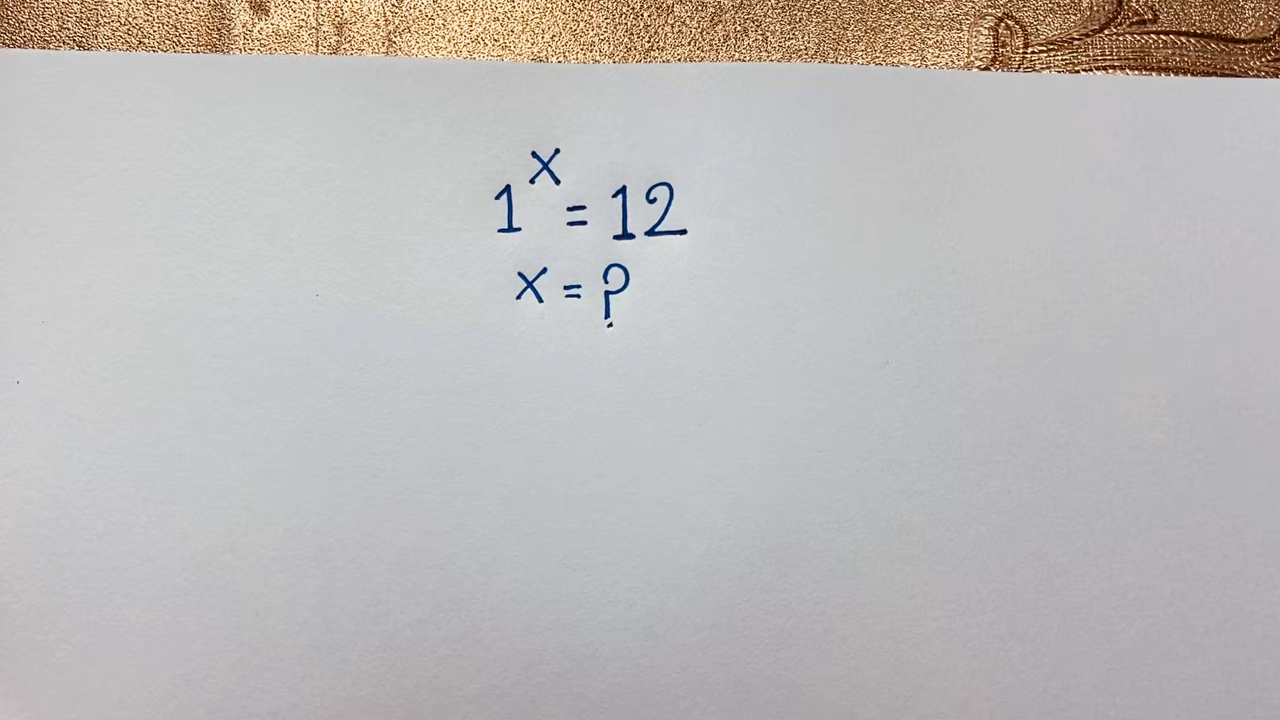 1^x = 12
x = ?